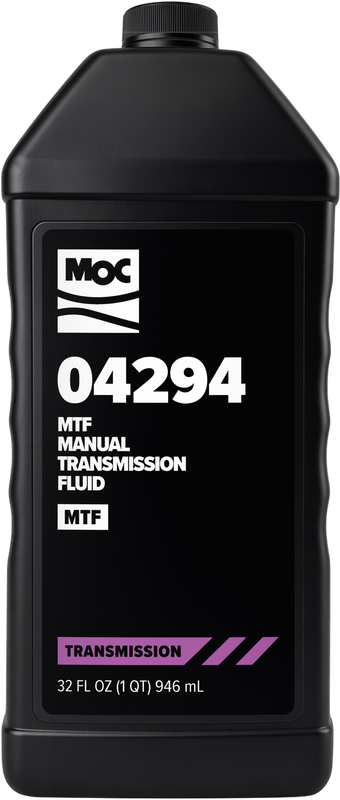 MOC
04294
MTF
MANUAL
TRANSMISSION
FLUID
MTF
TRANSMISSION
32 FL OZ (1 QT) 946 mL